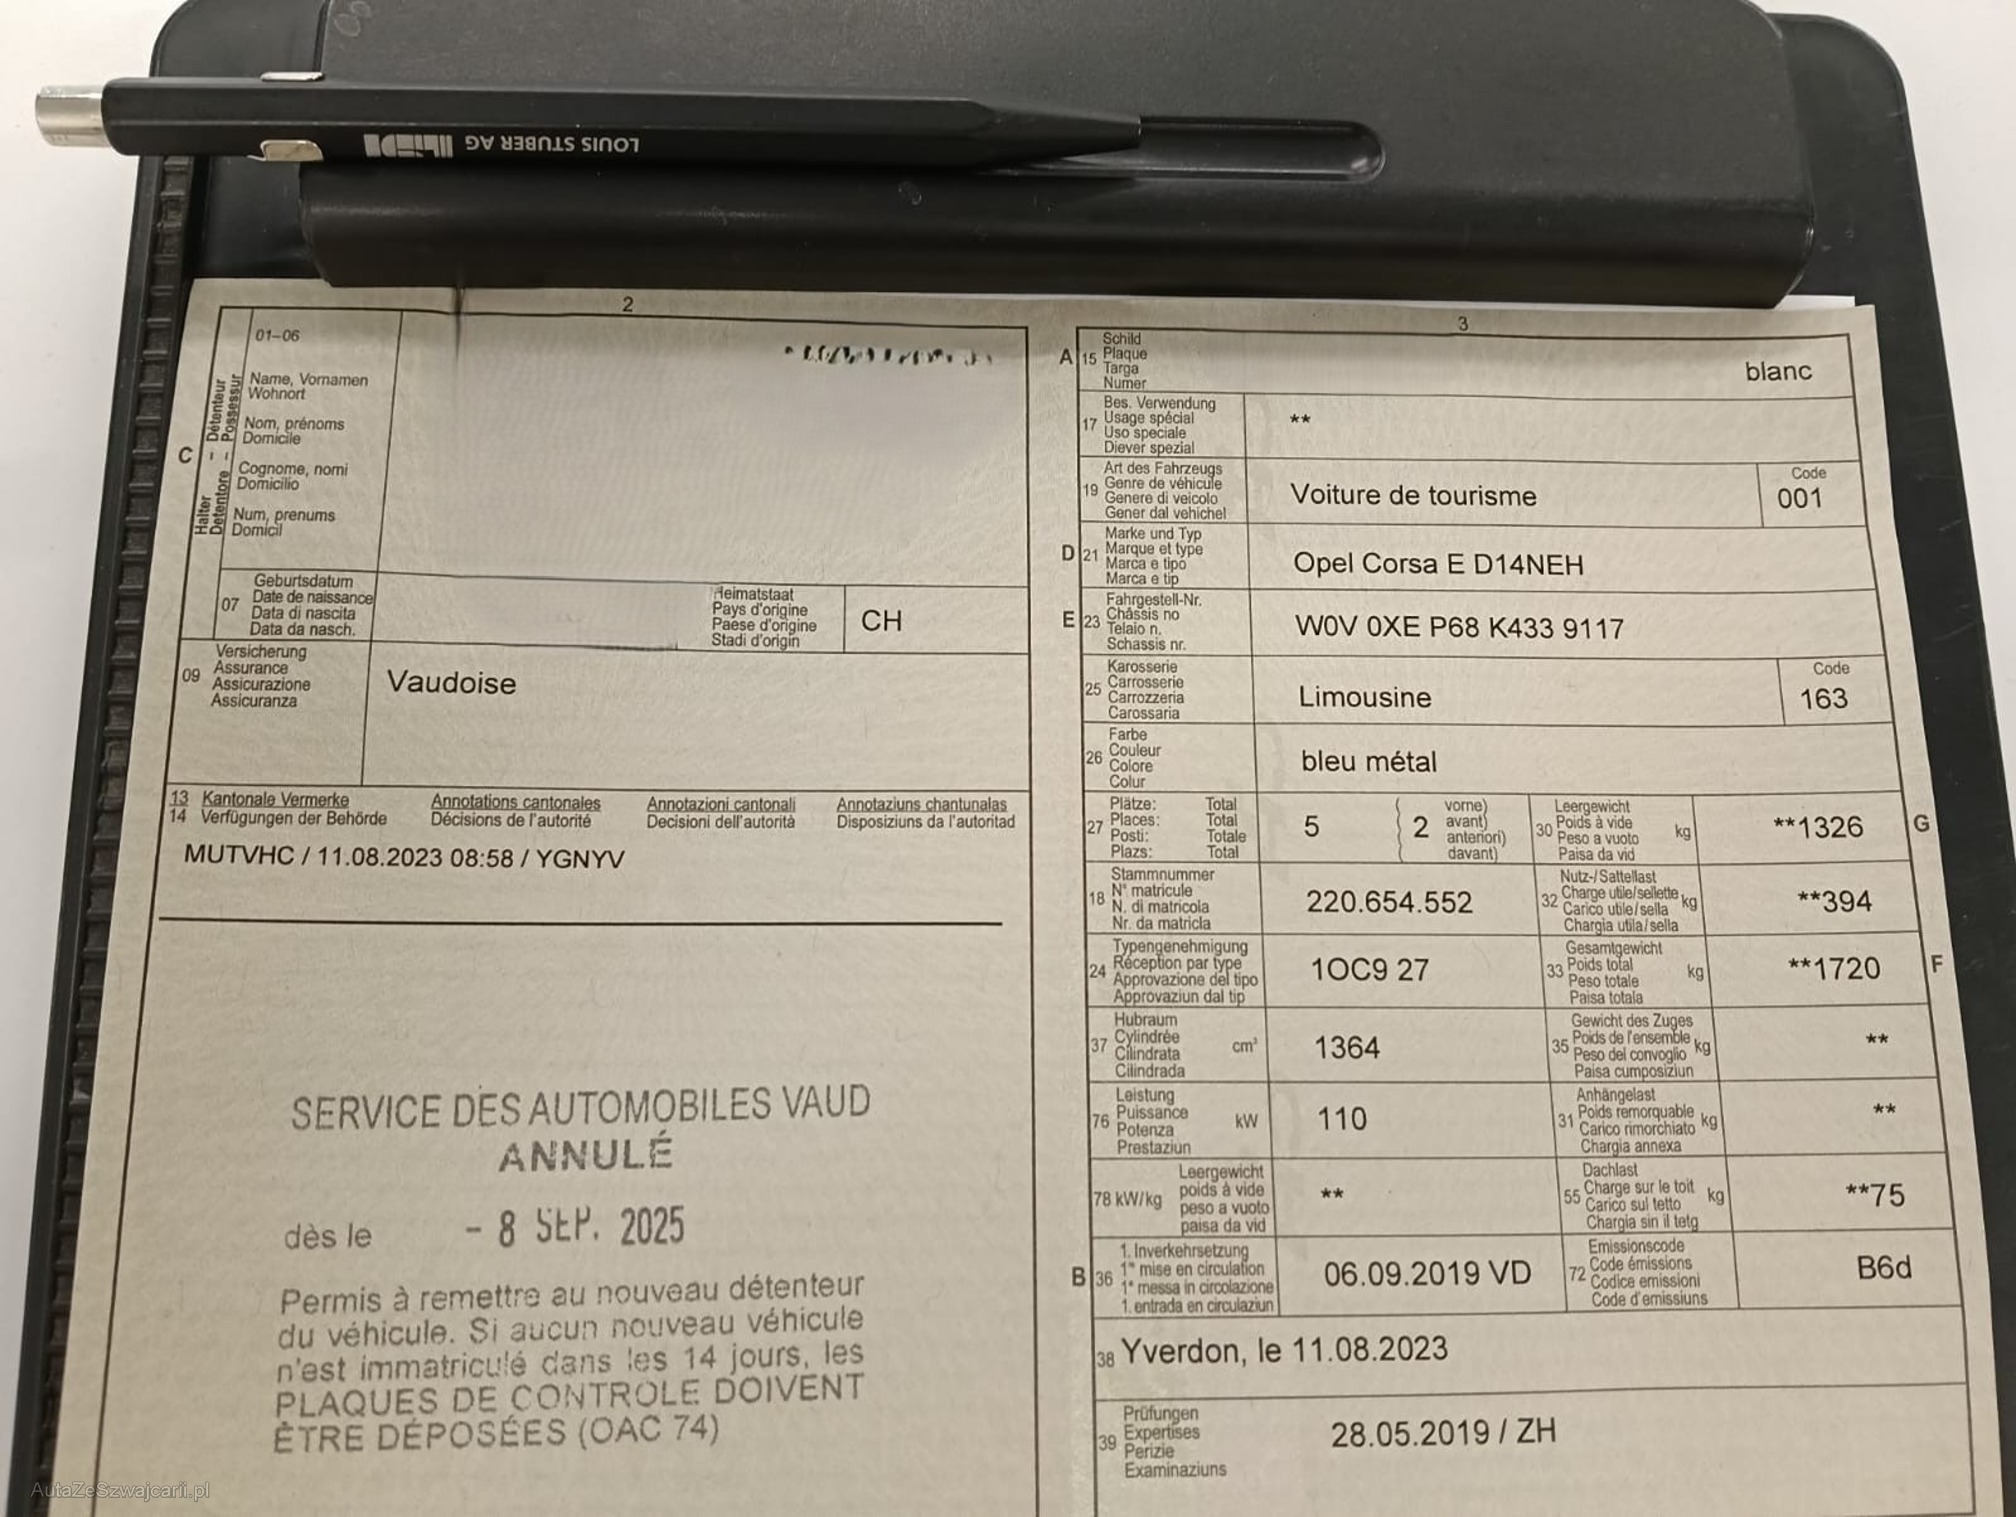 LOUIS STUBER AG
2
01–06
Détenteur
Possessur
Halter
Detentore
C
Name, Vornamen
Wohnort
Nom, prénoms
Domicile
Cognome, nomi
Domicilio
Num, prenums
Domicil
07
Geburtsdatum
Date de naissance
Data di nascita
Data da nasch.
Heimatstaat
Pays d'origine
Paese d'origine
Stadi d'origin
CH
09
Versicherung
Assurance
Assicurazione
Assicuranza
Vaudoise
13 Kantonale Vermerke Annotations cantonales Annotazioni cantonali Annotaziuns chantunalas
14 Verfügungen der Behörde Décisions de l'autorité Decisioni dell'autorità Disposiziuns da l'autoritad
MUTVHC / 11.08.2023 08:58 / YGNYV
SERVICE DES AUTOMOBILES VAUD
ANNULÉ
dès le - 8 SEP. 2025
Permis à remettre au nouveau détenteur
du véhicule. Si aucun nouveau véhicule
n'est immatriculé dans les 14 jours, les
PLAQUES DE CONTROLE DOIVENT
ÊTRE DÉPOSÉES (OAC 74)
3
A 15
Schild
Plaque
Targa
Numer
blanc
17
Bes. Verwendung
Usage spécial
Uso speciale
Diever spezial
**
19
Art des Fahrzeugs
Genre de véhicule
Genere di veicolo
Gener dal vehichel
Voiture de tourisme
Code
001
D 21
Marke und Typ
Marque et type
Marca e tipo
Marca e tip
Opel Corsa E D14NEH
E 23
Fahrgestell-Nr.
Châssis no
Telaio n.
Schassis nr.
W0V 0XE P68 K433 9117
25
Karosserie
Carrosserie
Carrozzeria
Carossaria
Limousine
Code
163
26
Farbe
Couleur
Colore
Colur
bleu métal
27
Plätze: Total
Places: Total
Posti: Totale
Plazs: Total
5
2
vorne)
avant)
anteriori)
davant)
30
Leergewicht
Poids à vide
Peso a vuoto
Paisa da vid
kg
**1326
G
18
Stammnummer
N° matricule
N. di matricola
Nr. da matricla
220.654.552
32
Nutz-/Sattellast
Charge utile/sellette
Carico utile/sella
Chargia utila/sella
kg
**394
24
Typengenehmigung
Réception par type
Approvazione del tipo
Approvaziun dal tip
1OC9 27
33
Gesamtgewicht
Poids total
Peso totale
Paisa totala
kg
**1720
F
37
Hubraum
Cylindrée
Cilindrata
Cilindrada
cm³
1364
35
Gewicht des Zuges
Poids de l'ensemble
Peso del convoglio
Paisa cumposiziun
kg
**
76
Leistung
Puissance
Potenza
Prestaziun
kW
110
31
Anhängelast
Poids remorquable
Carico rimorchiato
Chargia annexa
kg
**
78 kW/kg
Leergewicht
poids à vide
peso a vuoto
paisa da vid
**
55
Dachlast
Charge sur le toit
Carico sul tetto
Chargia sin il tetg
kg
**75
B 36
1. Inverkehrsetzung
1re mise en circulation
1a messa in circolazione
1. entrada en circulaziun
06.09.2019 VD
72
Emissionscode
Code émissions
Codice emissioni
Code d'emissiuns
B6d
38 Yverdon, le 11.08.2023
39
Prüfungen
Expertises
Perizie
Examinaziuns
28.05.2019 / ZH
AutaZeSzwajcarii.pl